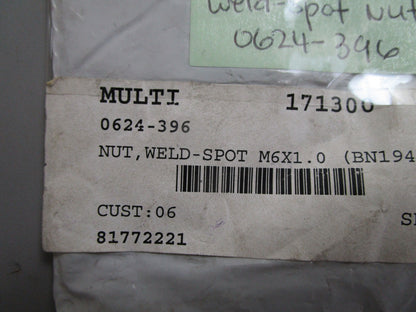 Weld-Spot Nut
0624-396
MULTI 171300
0624-396
NUT,WELD-SPOT M6X1.0 (BN194
CUST:06
81772221